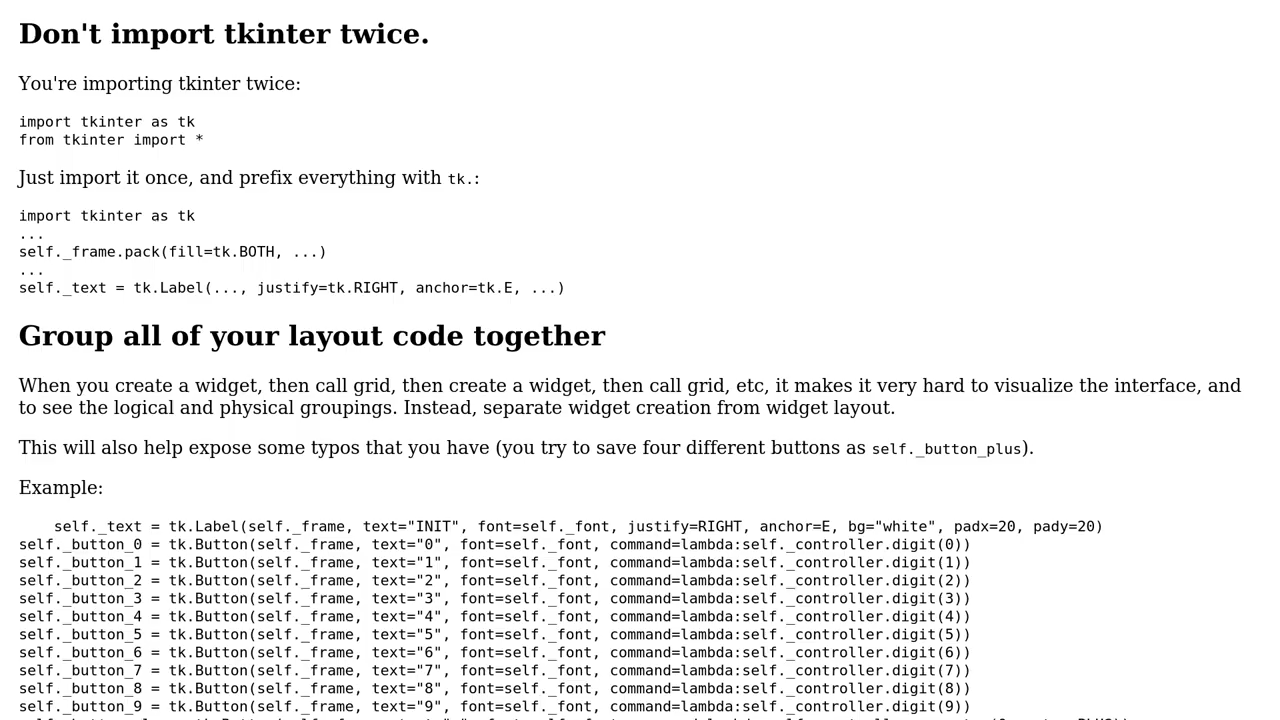 Don't import tkinter twice.
You're importing tkinter twice:
import tkinter as tk
from tkinter import *
Just import it once, and prefix everything with tk.:
import tkinter as tk
...
self._frame.pack(fill=tk.BOTH, ...)
...
self._text = tk.Label(..., justify=tk.RIGHT, anchor=tk.E, ...)
Group all of your layout code together
When you create a widget, then call grid, then create a widget, then call grid, etc, it makes it very hard to visualize the interface, and
to see the logical and physical groupings. Instead, separate widget creation from widget layout.
This will also help expose some typos that you have (you try to save four different buttons as self._button_plus).
Example:
    self._text = tk.Label(self._frame, text="INIT", font=self._font, justify=RIGHT, anchor=E, bg="white", padx=20, pady=20)
self._button_0 = tk.Button(self._frame, text="0", font=self._font, command=lambda:self._controller.digit(0))
self._button_1 = tk.Button(self._frame, text="1", font=self._font, command=lambda:self._controller.digit(1))
self._button_2 = tk.Button(self._frame, text="2", font=self._font, command=lambda:self._controller.digit(2))
self._button_3 = tk.Button(self._frame, text="3", font=self._font, command=lambda:self._controller.digit(3))
self._button_4 = tk.Button(self._frame, text="4", font=self._font, command=lambda:self._controller.digit(4))
self._button_5 = tk.Button(self._frame, text="5", font=self._font, command=lambda:self._controller.digit(5))
self._button_6 = tk.Button(self._frame, text="6", font=self._font, command=lambda:self._controller.digit(6))
self._button_7 = tk.Button(self._frame, text="7", font=self._font, command=lambda:self._controller.digit(7))
self._button_8 = tk.Button(self._frame, text="8", font=self._font, command=lambda:self._controller.digit(8))
self._button_9 = tk.Button(self._frame, text="9", font=self._font, command=lambda:self._controller.digit(9))